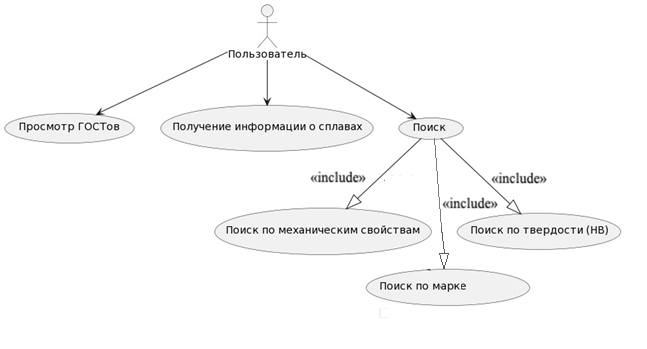 Пользователь
Просмотр ГОСТов
Получение информации о сплавах
Поиск
«include»
«include»
«include»
Поиск по механическим свойствам
Поиск по твердости (НВ)
Поиск по марке